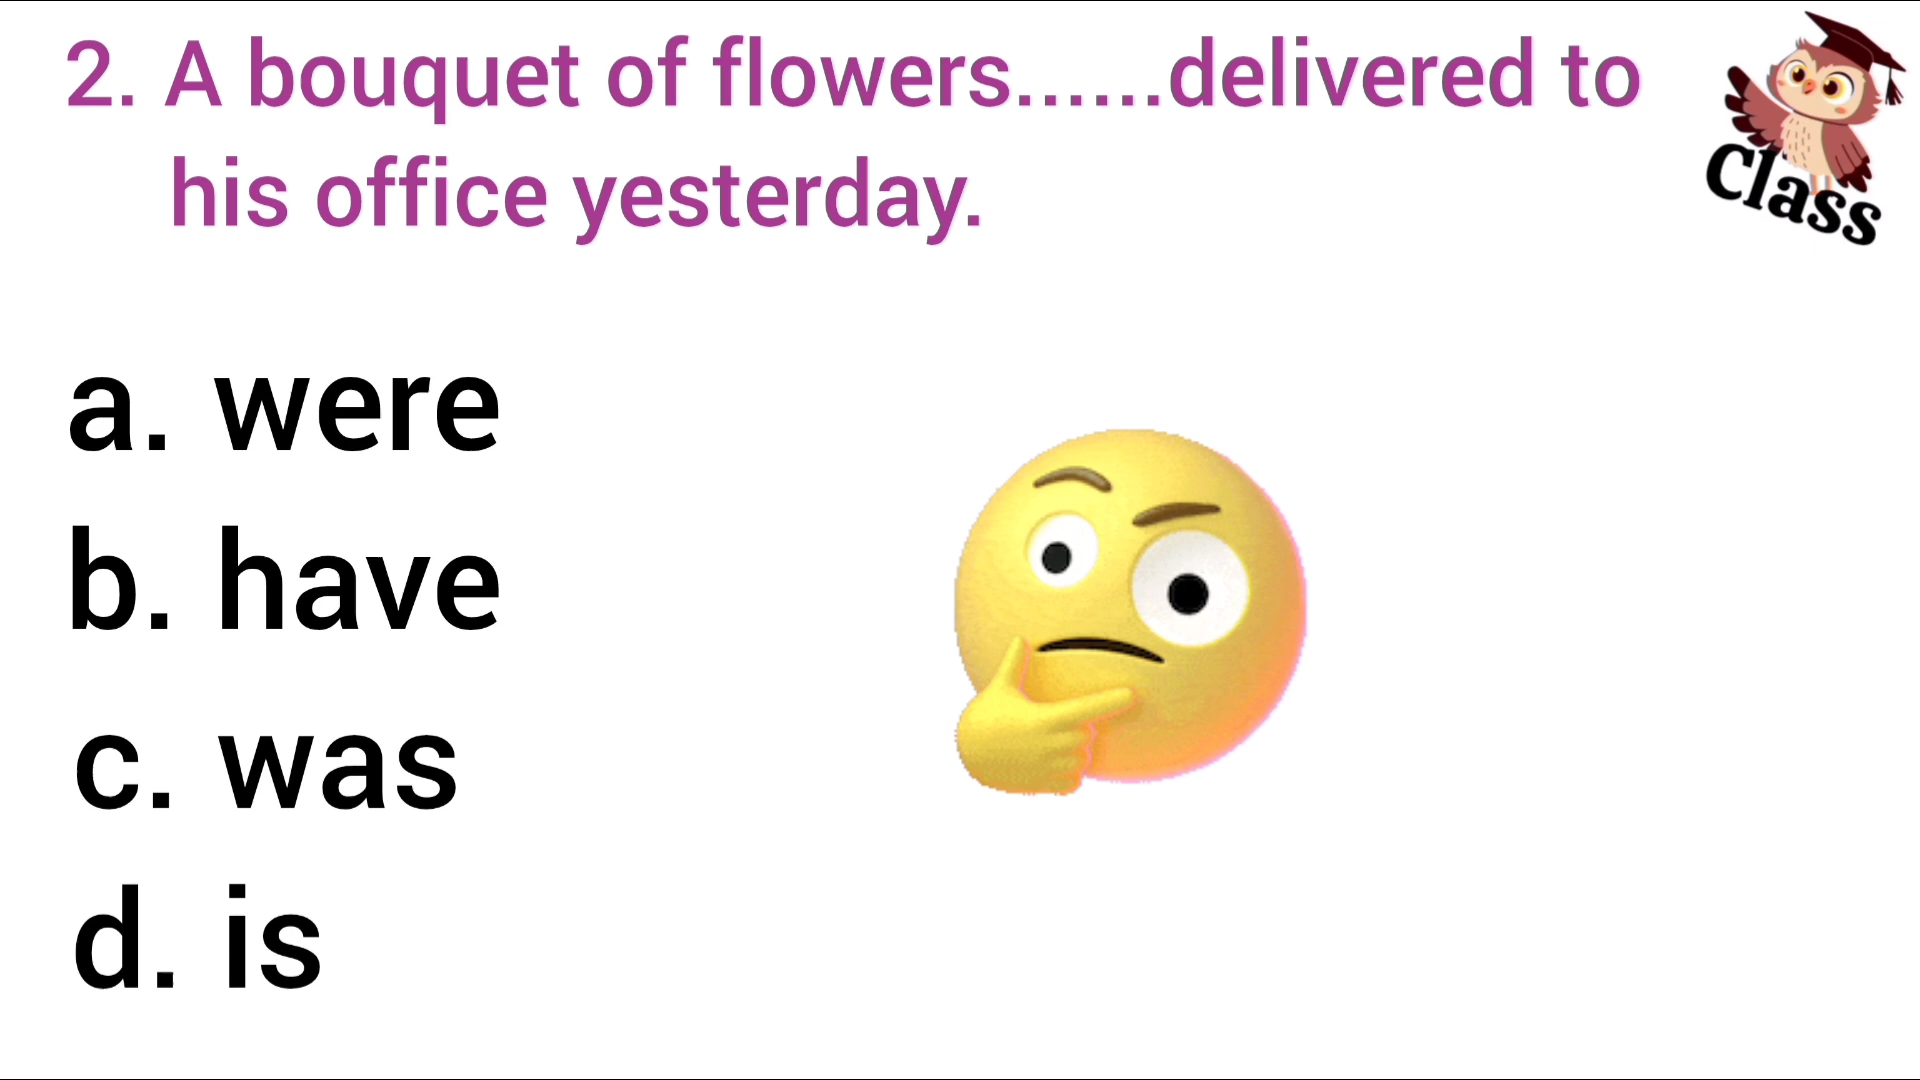 2. A bouquet of flowers......delivered to
his office yesterday.
Class
a. were
b. have
c. was
d. is